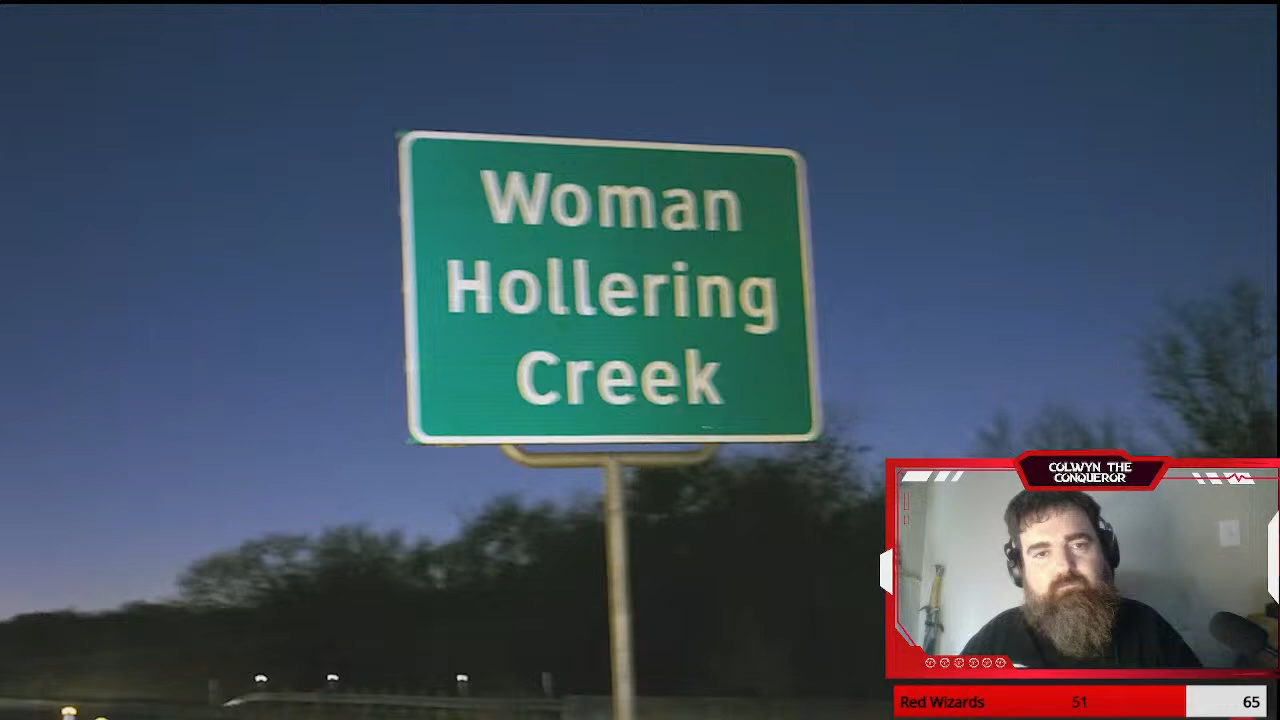 Woman
Hollering
Creek
COLWYN THE
CONQUEROR
Red Wizards 51 65